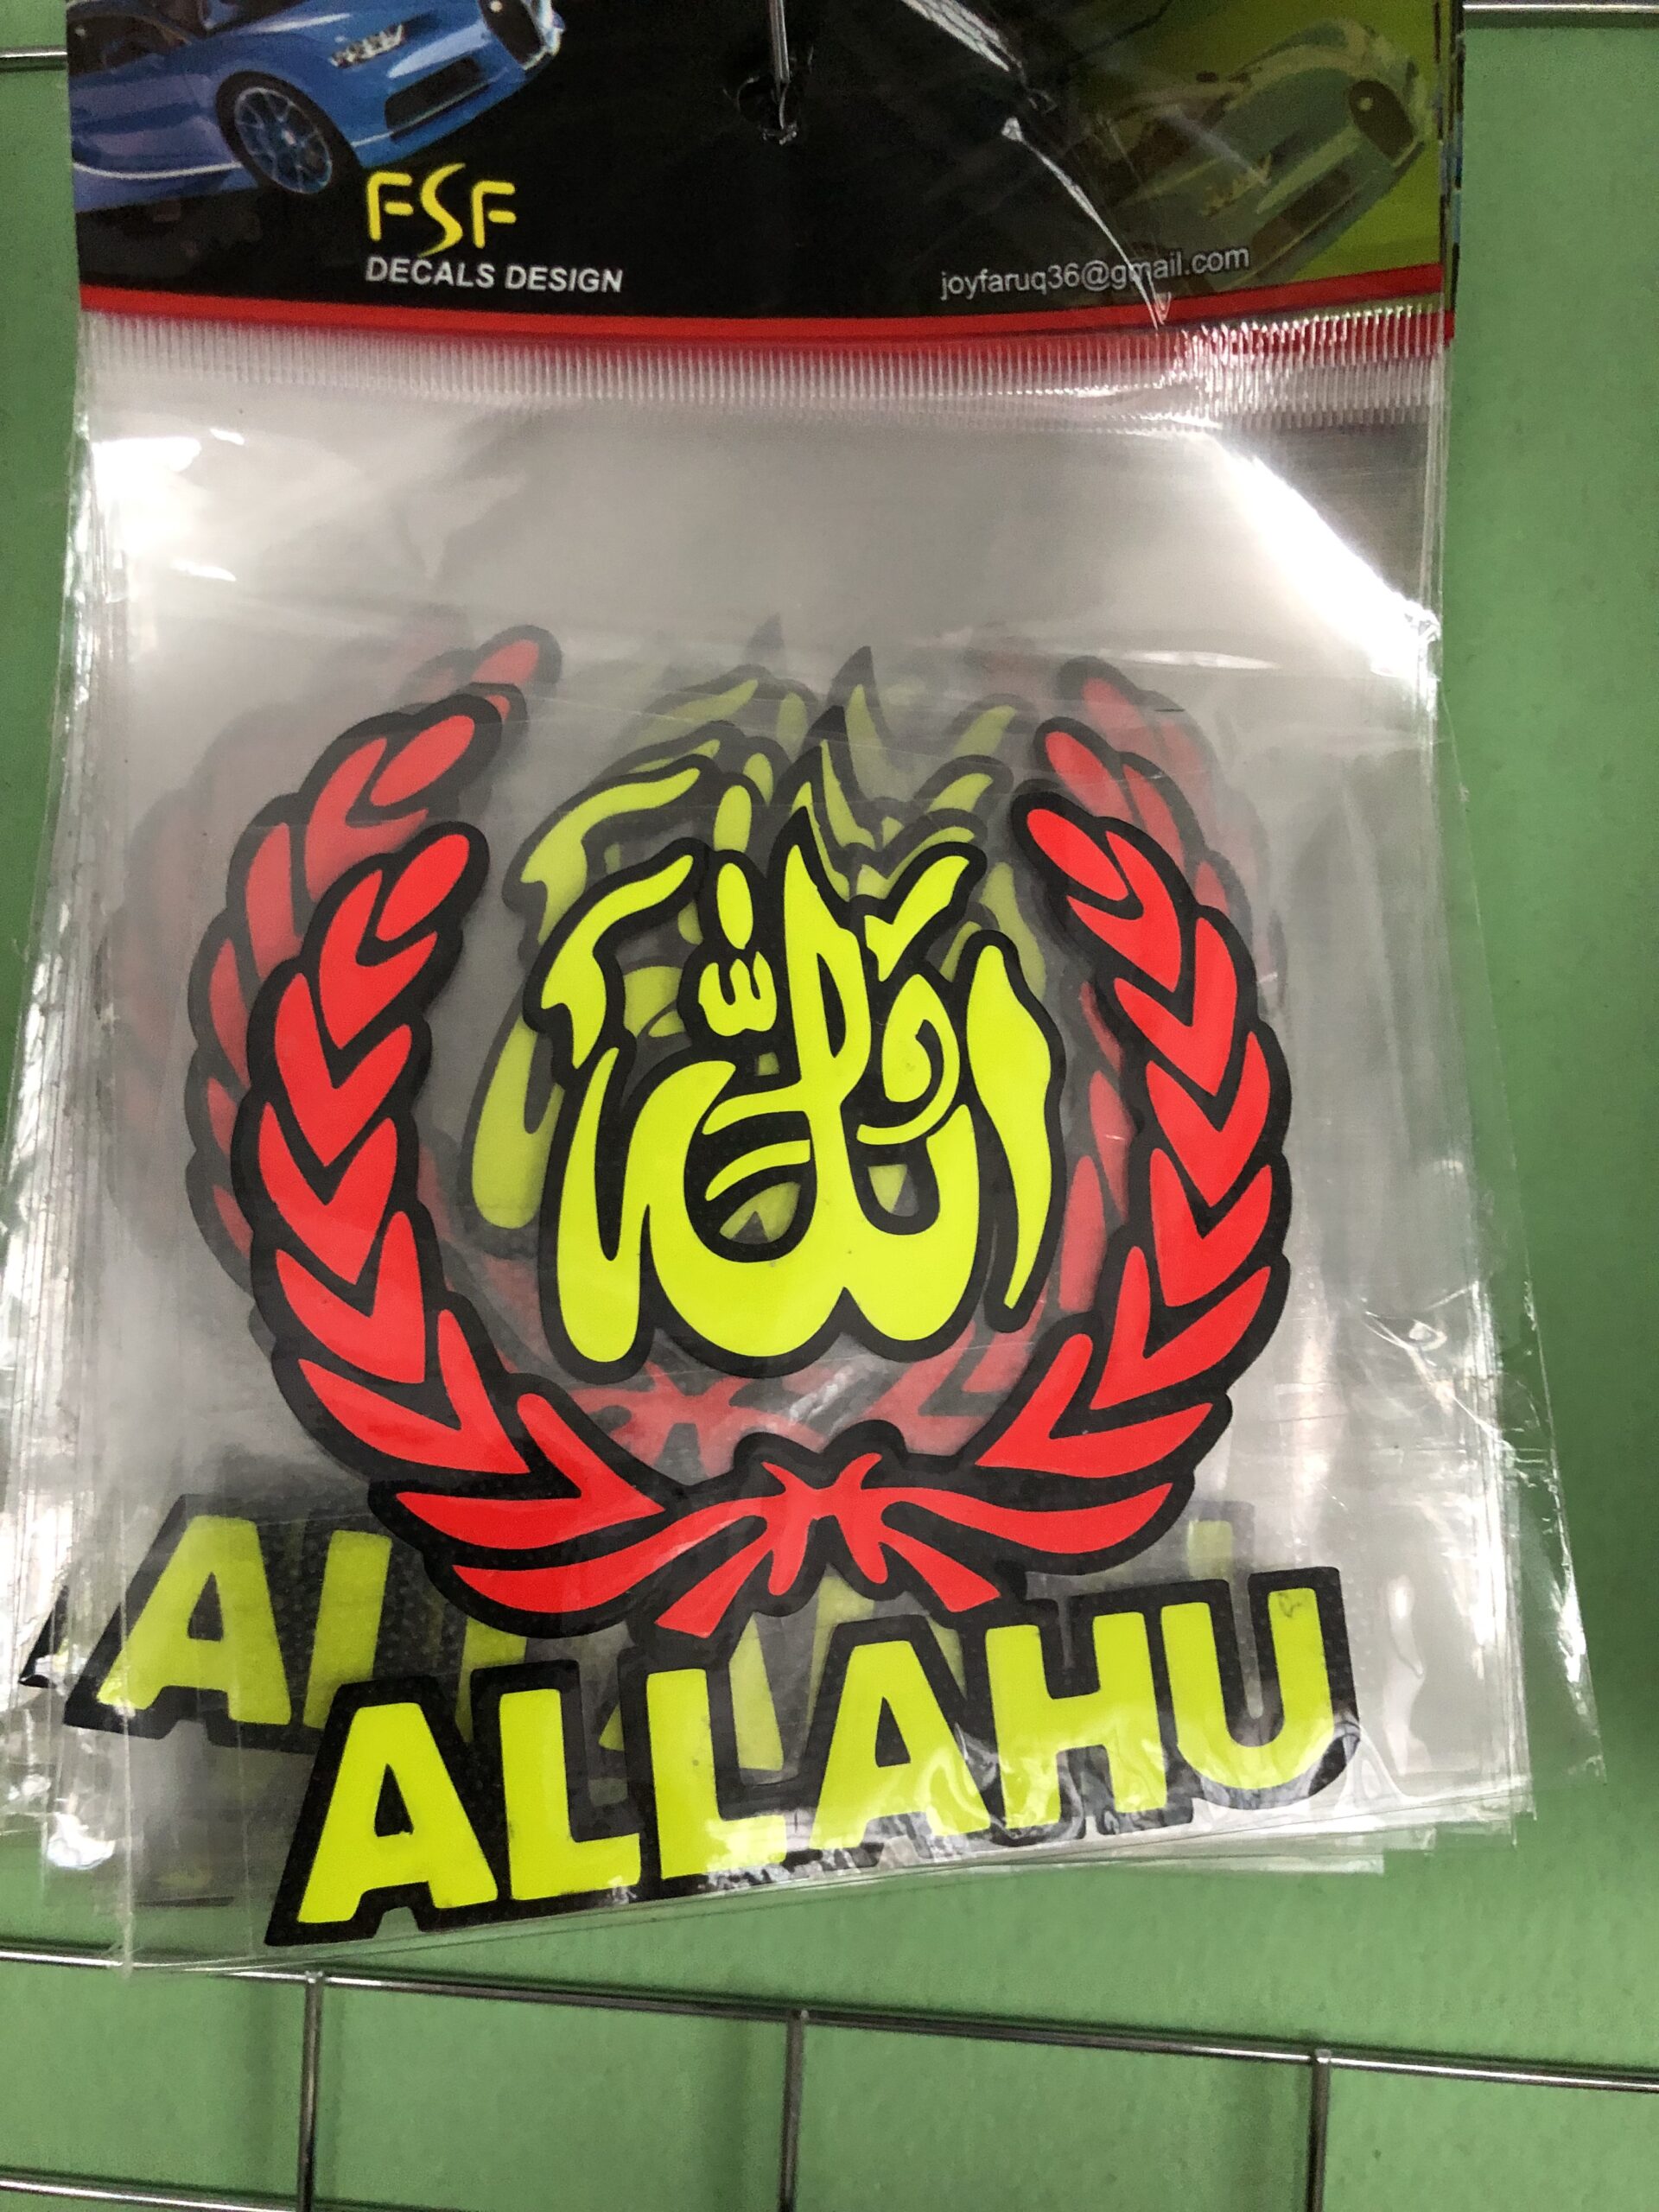 FSF
DECALS DESIGN
joyfaruq36@gmail.com
الله
ALLAHU